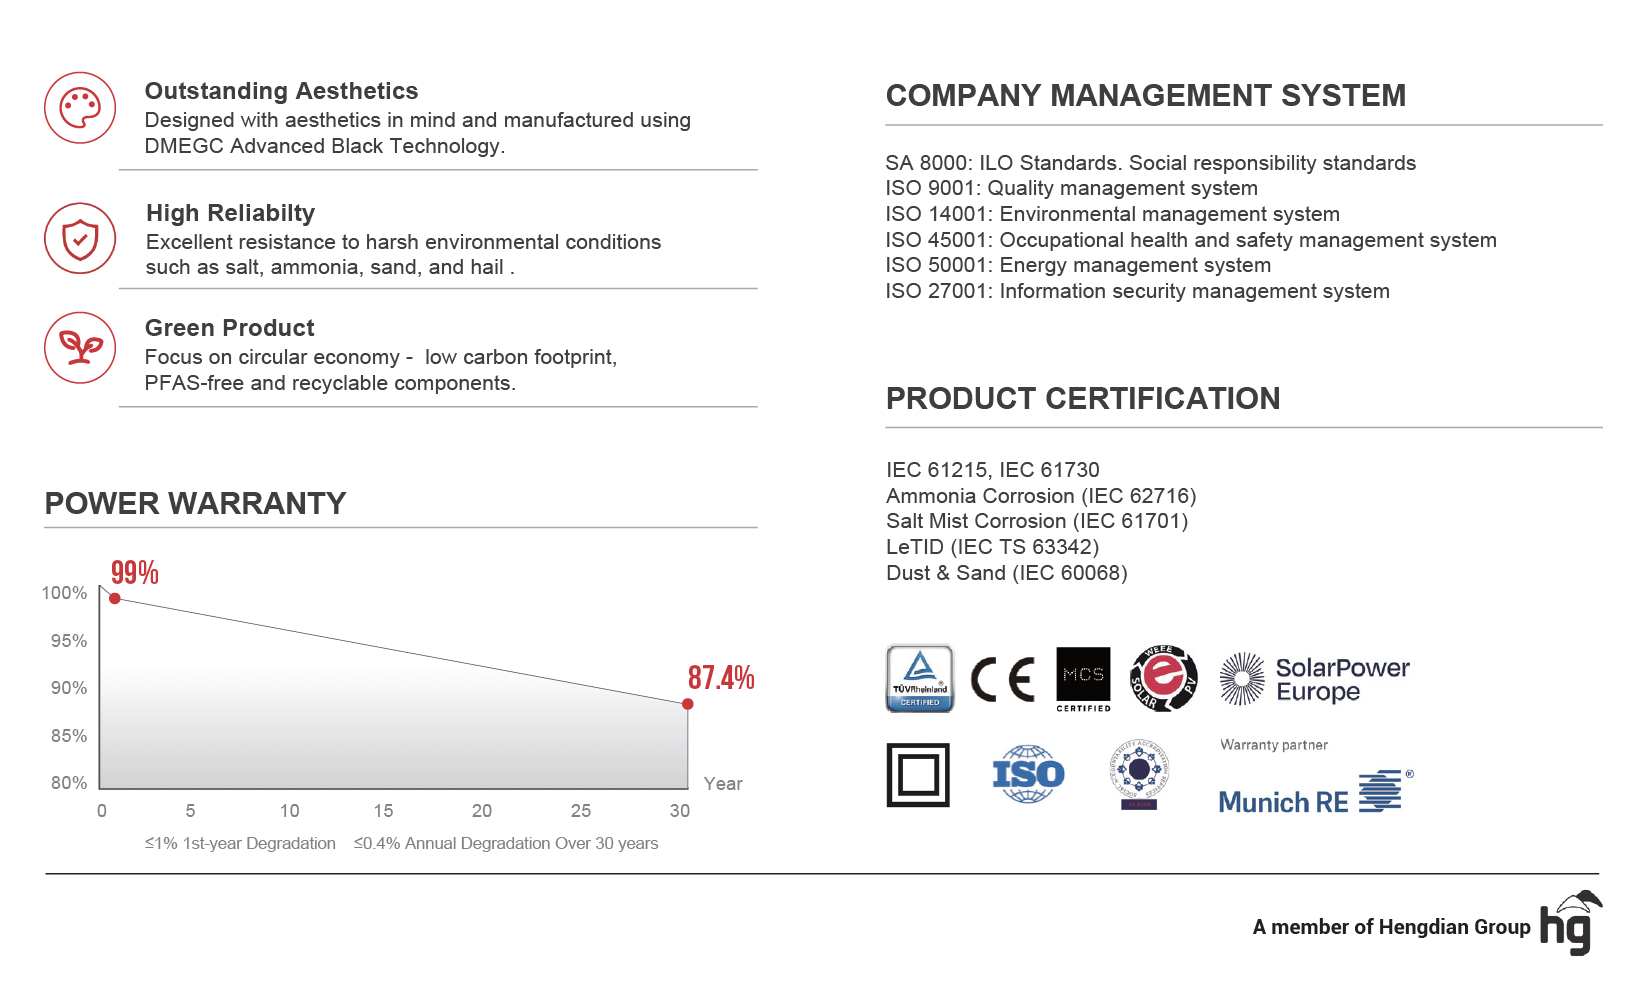 Outstanding Aesthetics
Designed with aesthetics in mind and manufactured using
DMEGC Advanced Black Technology.
High Reliabilty
Excellent resistance to harsh environmental conditions
such as salt, ammonia, sand, and hail .
Green Product
Focus on circular economy - low carbon footprint,
PFAS-free and recyclable components.
POWER WARRANTY
99%
87.4%
100%
95%
90%
85%
80%
0 5 10 15 20 25 30
Year
≤1% 1st-year Degradation ≤0.4% Annual Degradation Over 30 years
COMPANY MANAGEMENT SYSTEM
SA 8000: ILO Standards. Social responsibility standards
ISO 9001: Quality management system
ISO 14001: Environmental management system
ISO 45001: Occupational health and safety management system
ISO 50001: Energy management system
ISO 27001: Information security management system
PRODUCT CERTIFICATION
IEC 61215, IEC 61730
Ammonia Corrosion (IEC 62716)
Salt Mist Corrosion (IEC 61701)
LeTID (IEC TS 63342)
Dust & Sand (IEC 60068)
TÜVRheinland®
CERTIFIED
CE
MCS
CERTIFIED
WEEE
e
SOLAR PV
SolarPower
Europe
ISO
Warranty partner
Munich RE ®
A member of Hengdian Group
hg